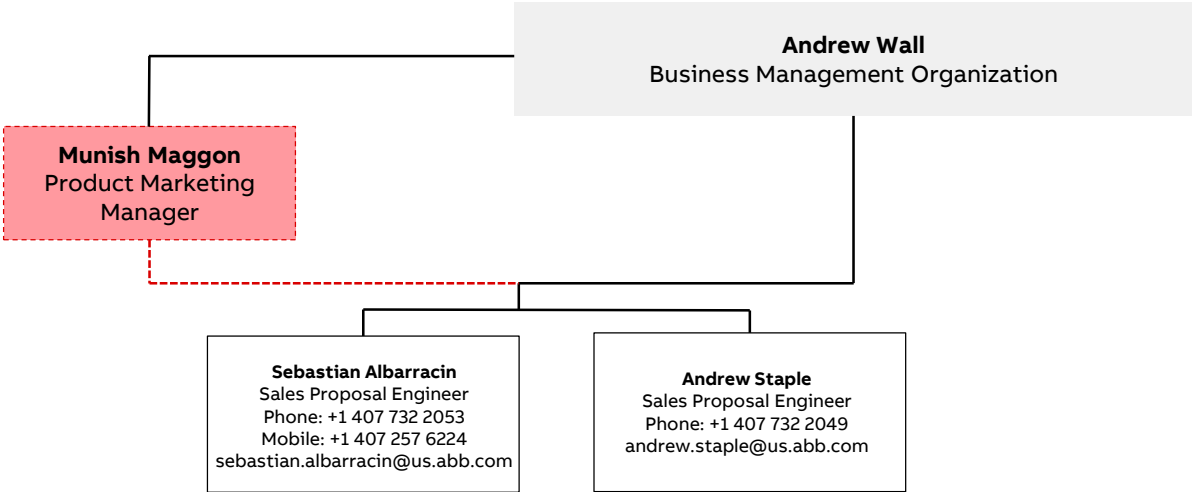 Andrew Wall
Business Management Organization
Munish Maggon
Product Marketing
Manager
Sebastian Albarracin
Sales Proposal Engineer
Phone: +1 407 732 2053
Mobile: +1 407 257 6224
sebastian.albarracin@us.abb.com
Andrew Staple
Sales Proposal Engineer
Phone: +1 407 732 2049
andrew.staple@us.abb.com